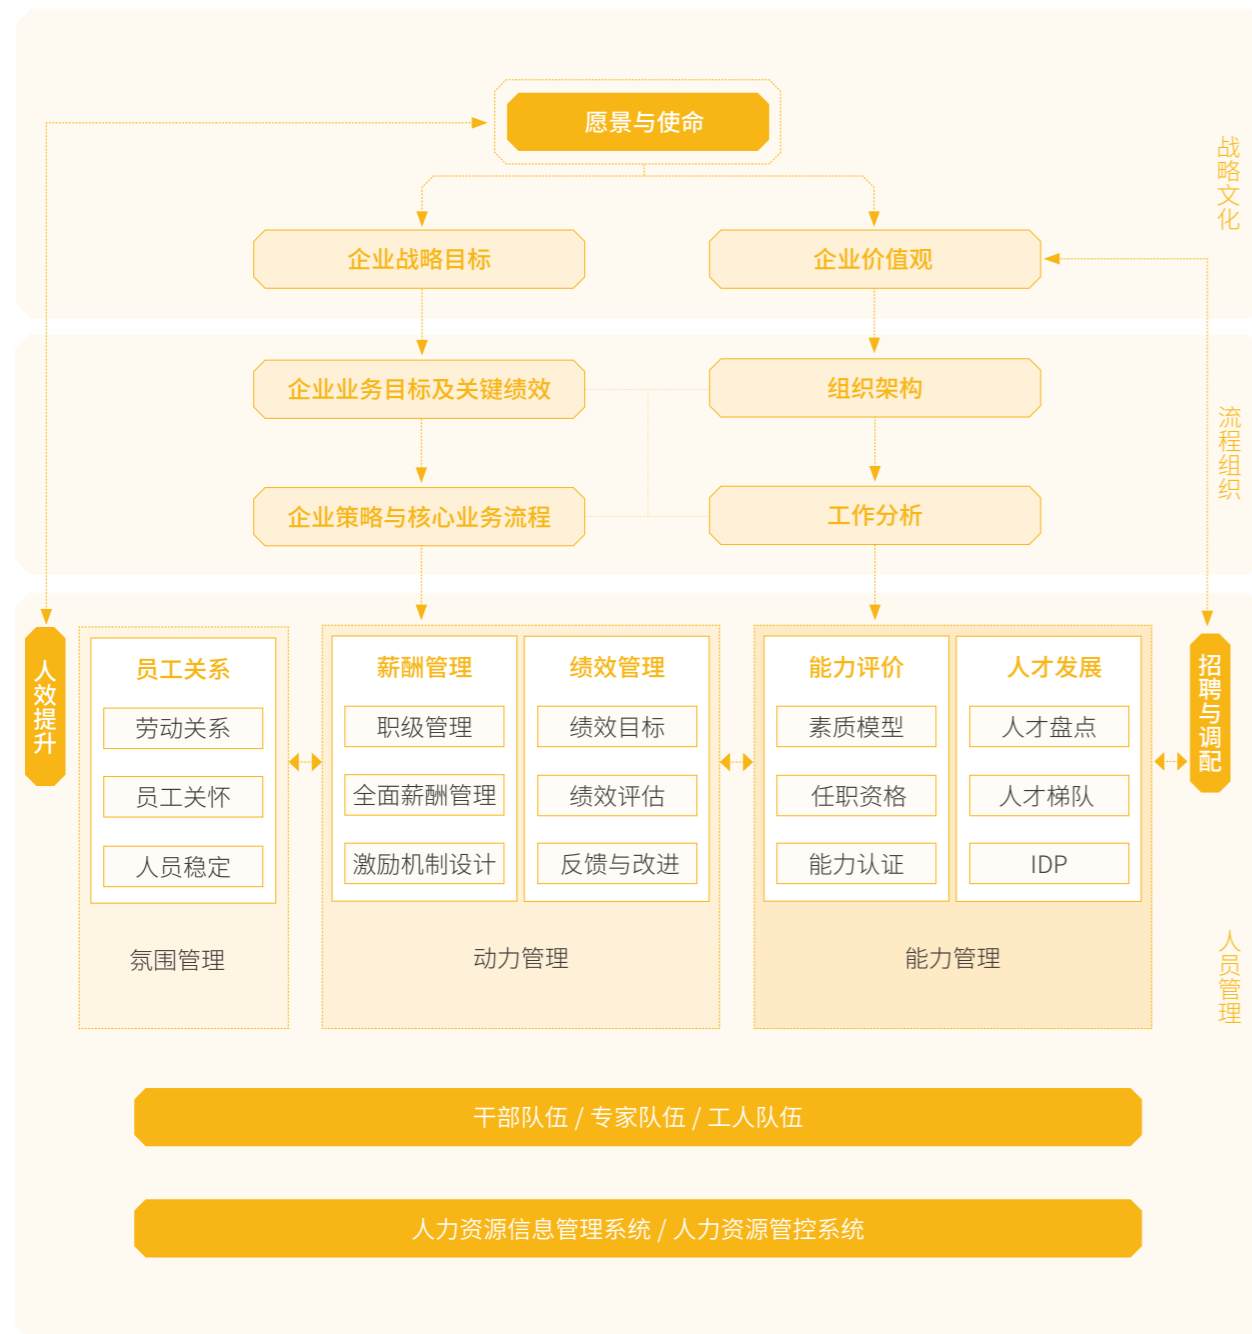 愿景与使命
战略文化
企业战略目标
企业价值观
企业业务目标及关键绩效
组织架构
流程组织
企业策略与核心业务流程
工作分析
人效提升
员工关系
劳动关系
员工关怀
人员稳定
氛围管理
薪酬管理
职级管理
全面薪酬管理
激励机制设计
绩效管理
绩效目标
绩效评估
反馈与改进
动力管理
能力评价
素质模型
任职资格
能力认证
人才发展
人才盘点
人才梯队
IDP
能力管理
招聘与调配
人员管理
干部队伍 / 专家队伍 / 工人队伍
人力资源信息管理系统 / 人力资源管控系统